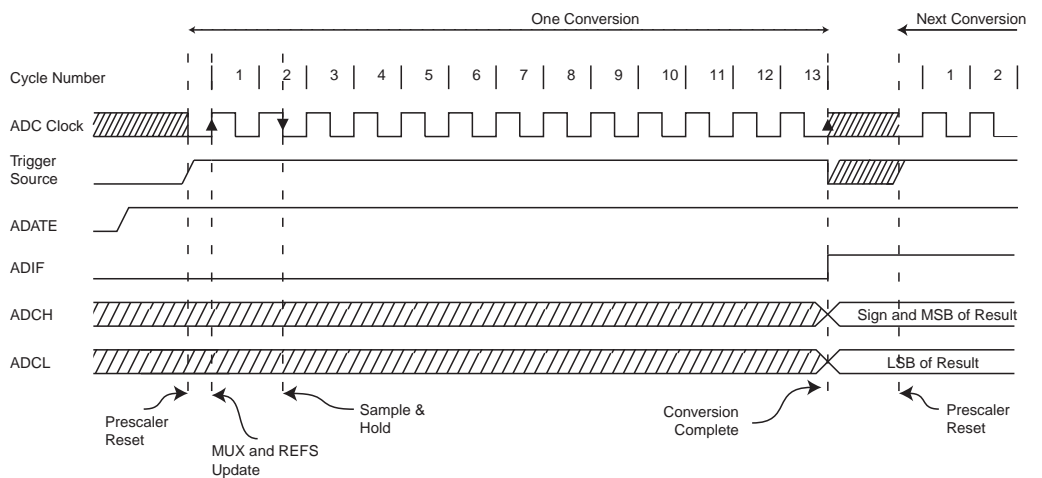 One Conversion
Next Conversion
Cycle Number
1 2 3 4 5 6 7 8 9 10 11 12 13 1 2
ADC Clock
Trigger
Source
ADATE
ADIF
ADCH
Sign and MSB of Result
ADCL
LSB of Result
Prescaler
Reset
MUX and REFS
Update
Sample &
Hold
Conversion
Complete
Prescaler
Reset